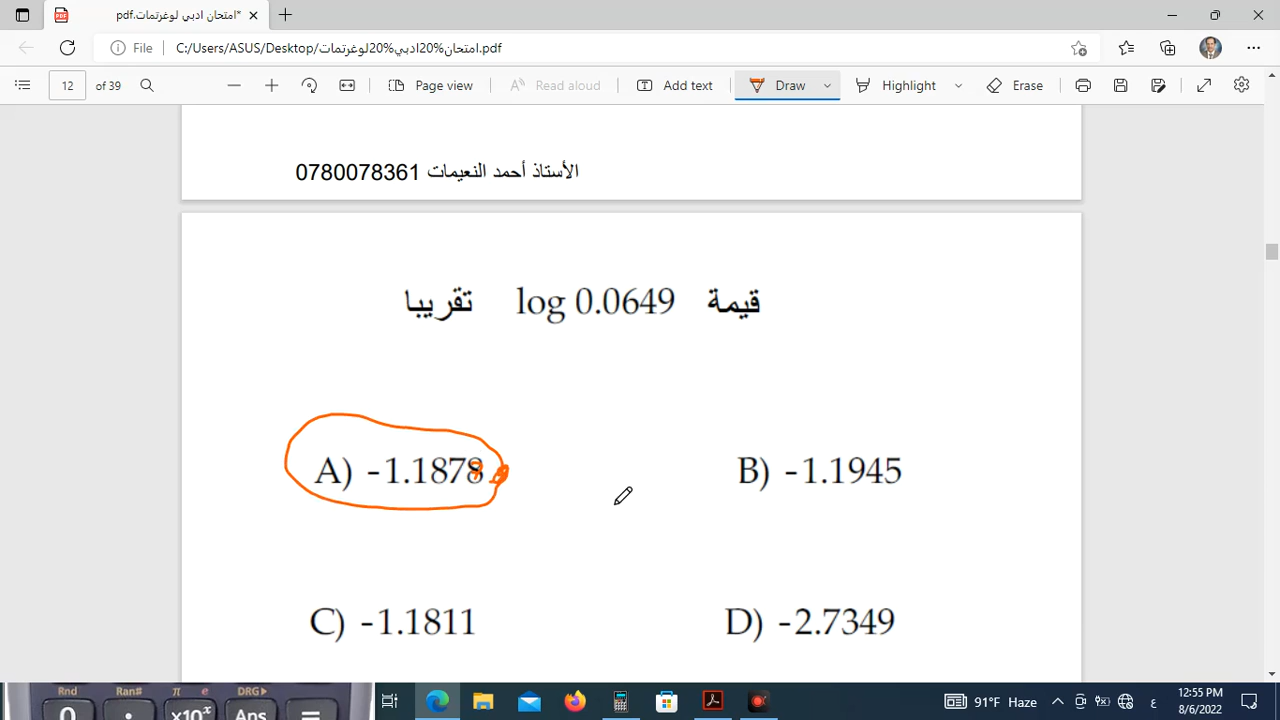 *امتحان ادبي لوغرتمات.pdf
File C:/Users/ASUS/Desktop/امتحان%20ادبي%20لوغرتمات.pdf
12 of 39 Page view Read aloud Add text Draw Highlight Erase
الأستاذ أحمد النعيمات 0780078361
قيمة log 0.0649 تقريبا
A) -1.1878
B) -1.1945
C) -1.1811
D) -2.7349
Rnd Ran# π e DRG▸
0 . ×10ˣ Ans =
91°F Haze ع 12:55 PM
8/6/2022